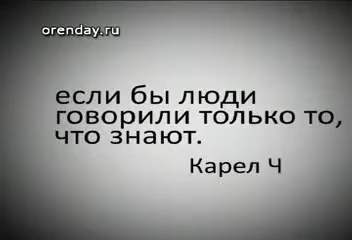 orenday.ru
если бы люди
говорили только то,
что знают.
Карел Ч